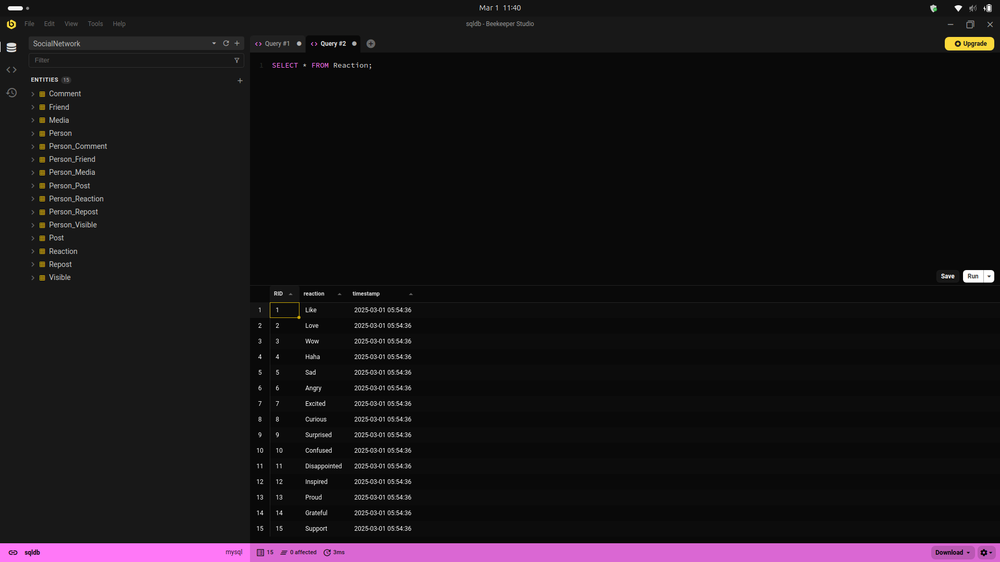 Mar 1 11:40
File Edit View Tools Help
sqldb - Beekeeper Studio
SocialNetwork
Query #1
Query #2
Upgrade
Filter
1 SELECT * FROM Reaction;
ENTITIES 15
Comment
Friend
Media
Person
Person_Comment
Person_Friend
Person_Media
Person_Post
Person_Reaction
Person_Repost
Person_Visible
Post
Reaction
Repost
Visible
Save Run
RID reaction timestamp
1 1 Like 2025-03-01 05:54:36
2 2 Love 2025-03-01 05:54:36
3 3 Wow 2025-03-01 05:54:36
4 4 Haha 2025-03-01 05:54:36
5 5 Sad 2025-03-01 05:54:36
6 6 Angry 2025-03-01 05:54:36
7 7 Excited 2025-03-01 05:54:36
8 8 Curious 2025-03-01 05:54:36
9 9 Surprised 2025-03-01 05:54:36
10 10 Confused 2025-03-01 05:54:36
11 11 Disappointed 2025-03-01 05:54:36
12 12 Inspired 2025-03-01 05:54:36
13 13 Proud 2025-03-01 05:54:36
14 14 Grateful 2025-03-01 05:54:36
15 15 Support 2025-03-01 05:54:36
sqldb mysql 15 0 affected 3ms Download